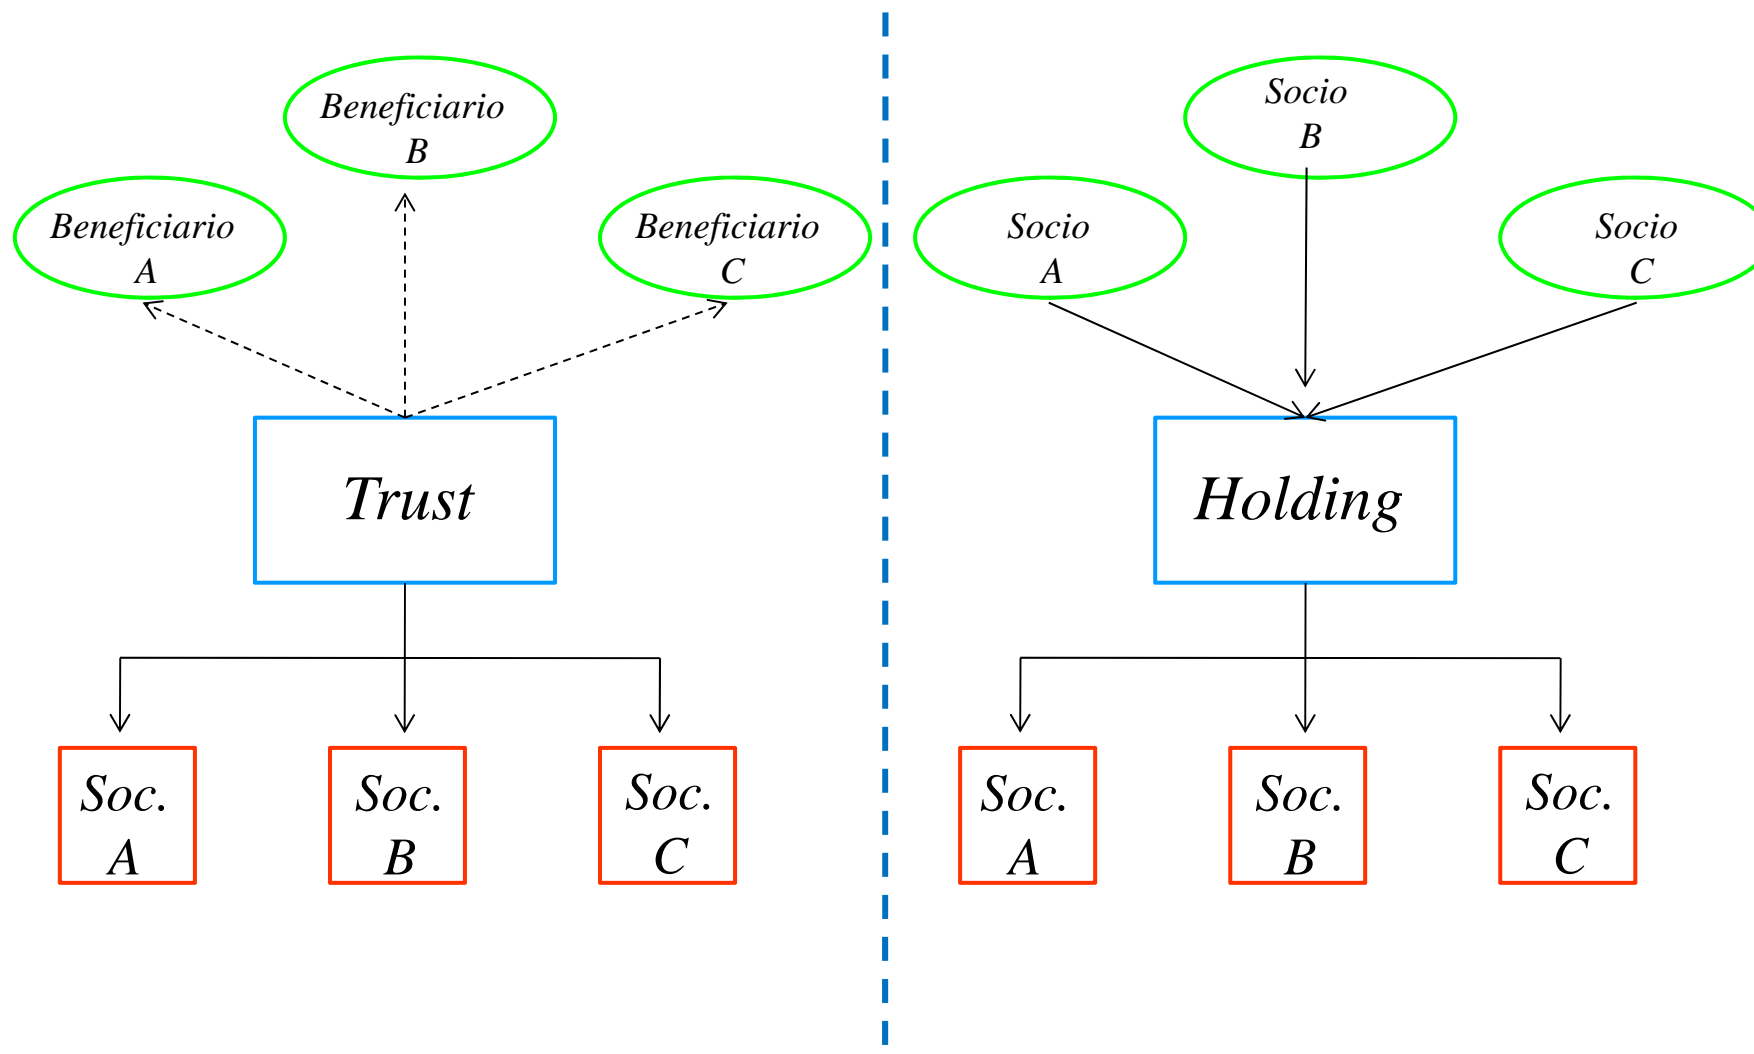 Beneficiario
B
Beneficiario
A
Beneficiario
C
Trust
Soc.
A
Soc.
B
Soc.
C
Socio
B
Socio
A
Socio
C
Holding
Soc.
A
Soc.
B
Soc.
C